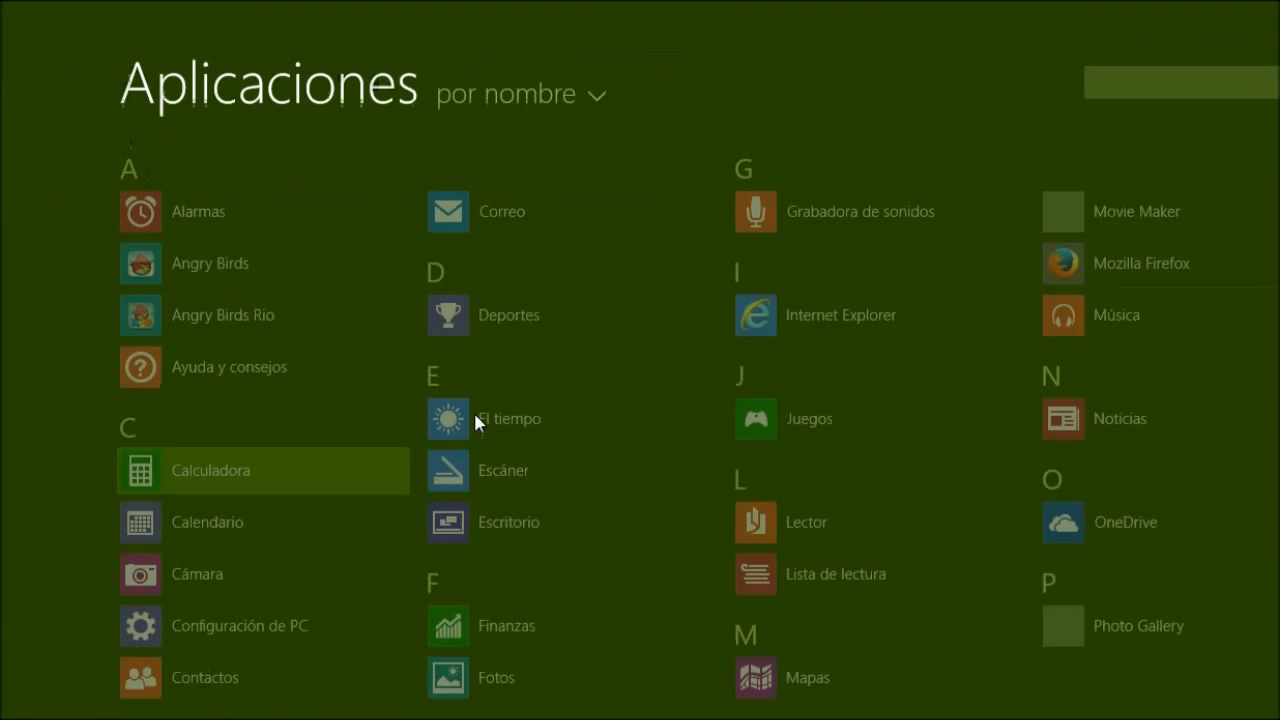 Aplicaciones por nombre
A
Alarmas
Angry Birds
Angry Birds Rio
Ayuda y consejos
C
Calculadora
Calendario
Cámara
Configuración de PC
Contactos
Correo
D
Deportes
E
El tiempo
Escáner
Escritorio
F
Finanzas
Fotos
G
Grabadora de sonidos
I
Internet Explorer
J
Juegos
L
Lector
Lista de lectura
M
Mapas
Movie Maker
Mozilla Firefox
Música
N
Noticias
O
OneDrive
P
Photo Gallery